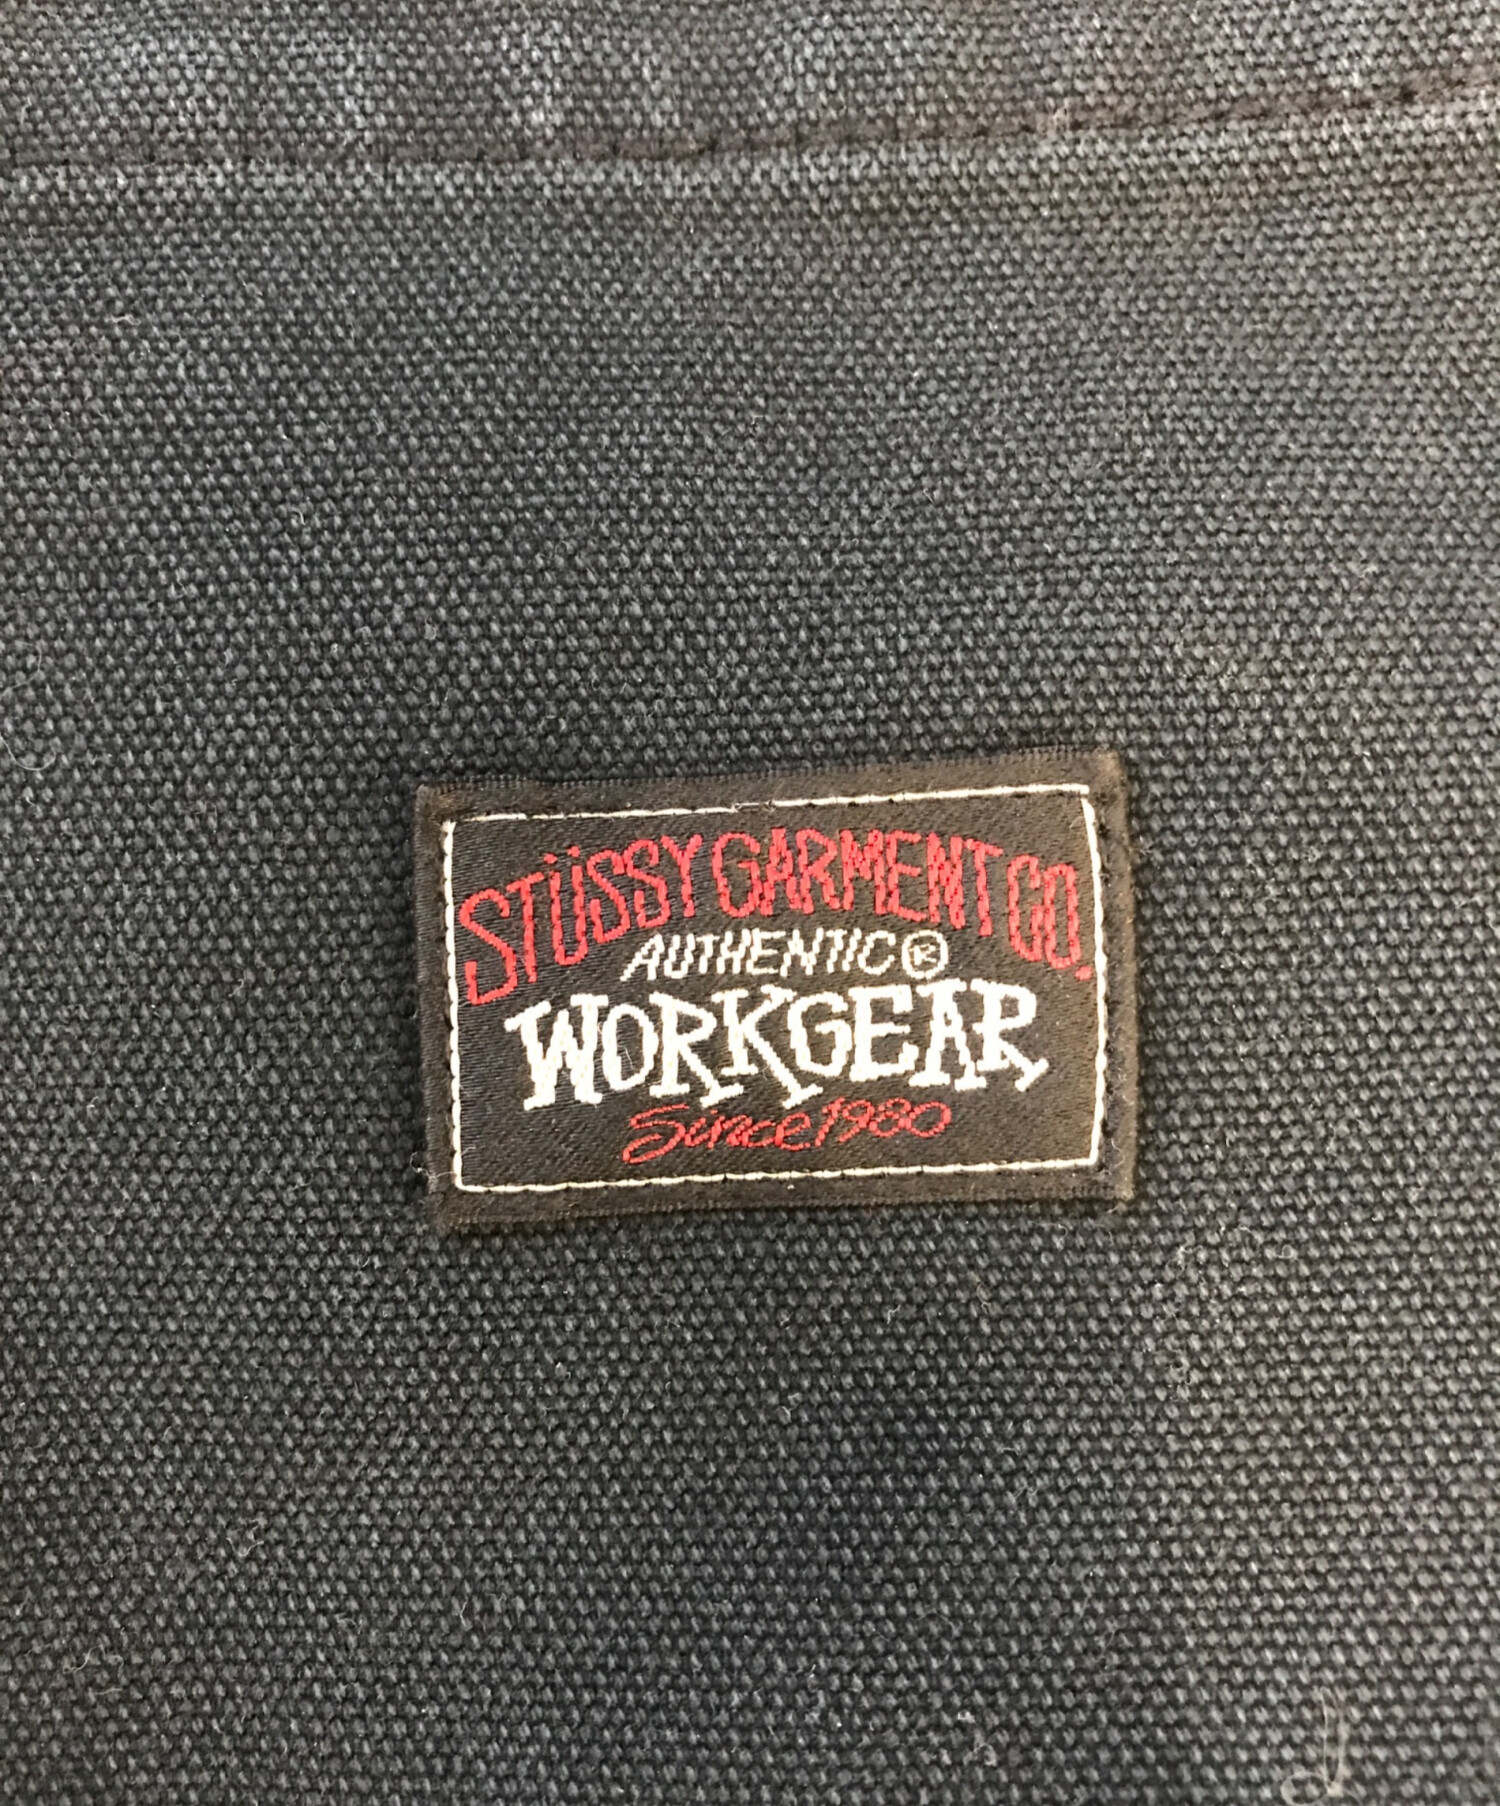 STÜSSY GARMENT CO.
AUTHENTIC®
WORKGEAR
Since 1980